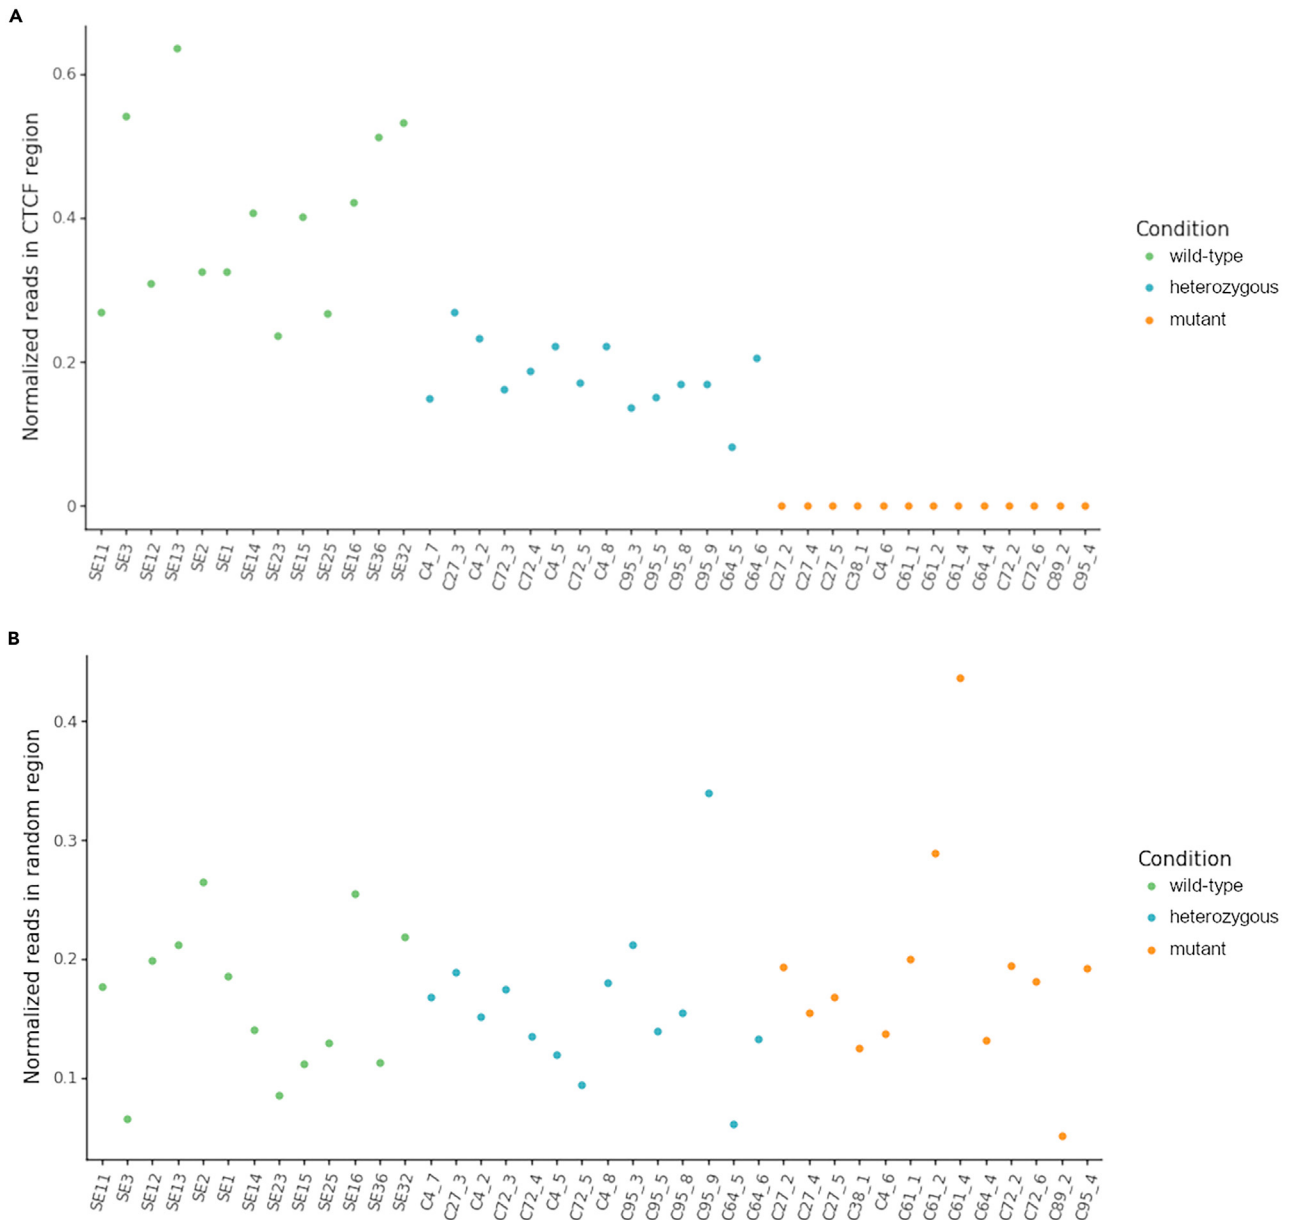 A
Normalized reads in CTCF region
0.6
0.4
0.2
0
SE11 SE3 SE12 SE13 SE2 SE1 SE14 SE23 SE15 SE25 SE16 SE36 SE32 C4_7 C27_3 C4_2 C72_3 C72_4 C4_5 C72_5 C4_8 C95_3 C95_5 C95_8 C95_9 C64_5 C64_6 C27_2 C27_4 C27_5 C38_1 C4_6 C61_1 C61_2 C61_4 C64_4 C72_2 C72_6 C89_2 C95_4
Condition
wild-type
heterozygous
mutant
B
Normalized reads in random region
0.4
0.3
0.2
0.1
SE11 SE3 SE12 SE13 SE2 SE1 SE14 SE23 SE15 SE25 SE16 SE36 SE32 C4_7 C27_3 C4_2 C72_3 C72_4 C4_5 C72_5 C4_8 C95_3 C95_5 C95_8 C95_9 C64_5 C64_6 C27_2 C27_4 C27_5 C38_1 C4_6 C61_1 C61_2 C61_4 C64_4 C72_2 C72_6 C89_2 C95_4
Condition
wild-type
heterozygous
mutant